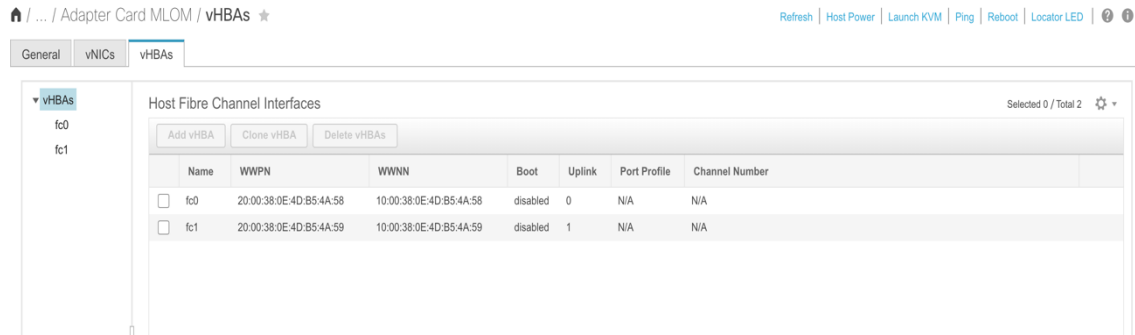 / ... / Adapter Card MLOM / vHBAs
Refresh | Host Power | Launch KVM | Ping | Reboot | Locator LED
General vNICs vHBAs
vHBAs
fc0
fc1
Host Fibre Channel Interfaces
Selected 0 / Total 2
Add vHBA Clone vHBA Delete vHBAs
Name WWPN WWNN Boot Uplink Port Profile Channel Number
fc0 20:00:38:0E:4D:B5:4A:58 10:00:38:0E:4D:B5:4A:58 disabled 0 N/A N/A
fc1 20:00:38:0E:4D:B5:4A:59 10:00:38:0E:4D:B5:4A:59 disabled 1 N/A N/A